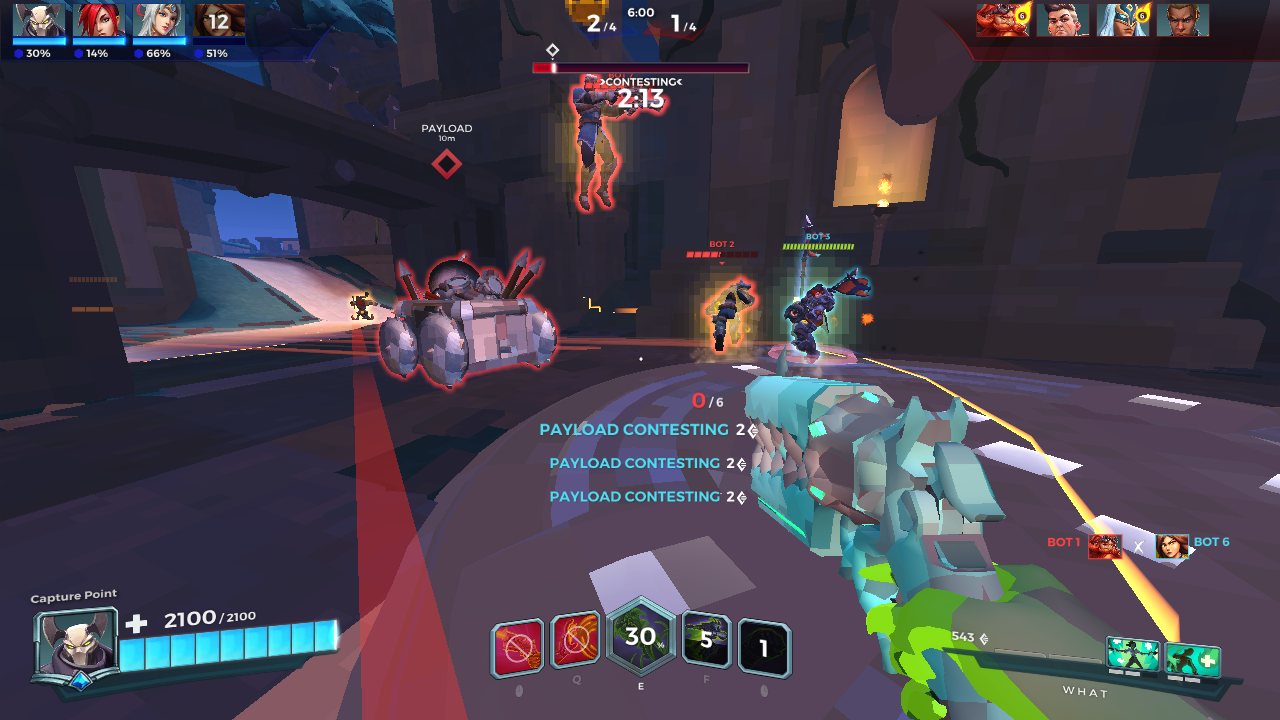 12
30%
14%
66%
51%
6:00
2/4
1/4
6
6
>CONTESTING<
2:13
PAYLOAD
10m
BOT 2
BOT 3
0/6
PAYLOAD CONTESTING 2
PAYLOAD CONTESTING 2
PAYLOAD CONTESTING 2
BOT 1 X BOT 6
Capture Point
2100/2100
30%
5
1
Q
E
F
543
WHAT